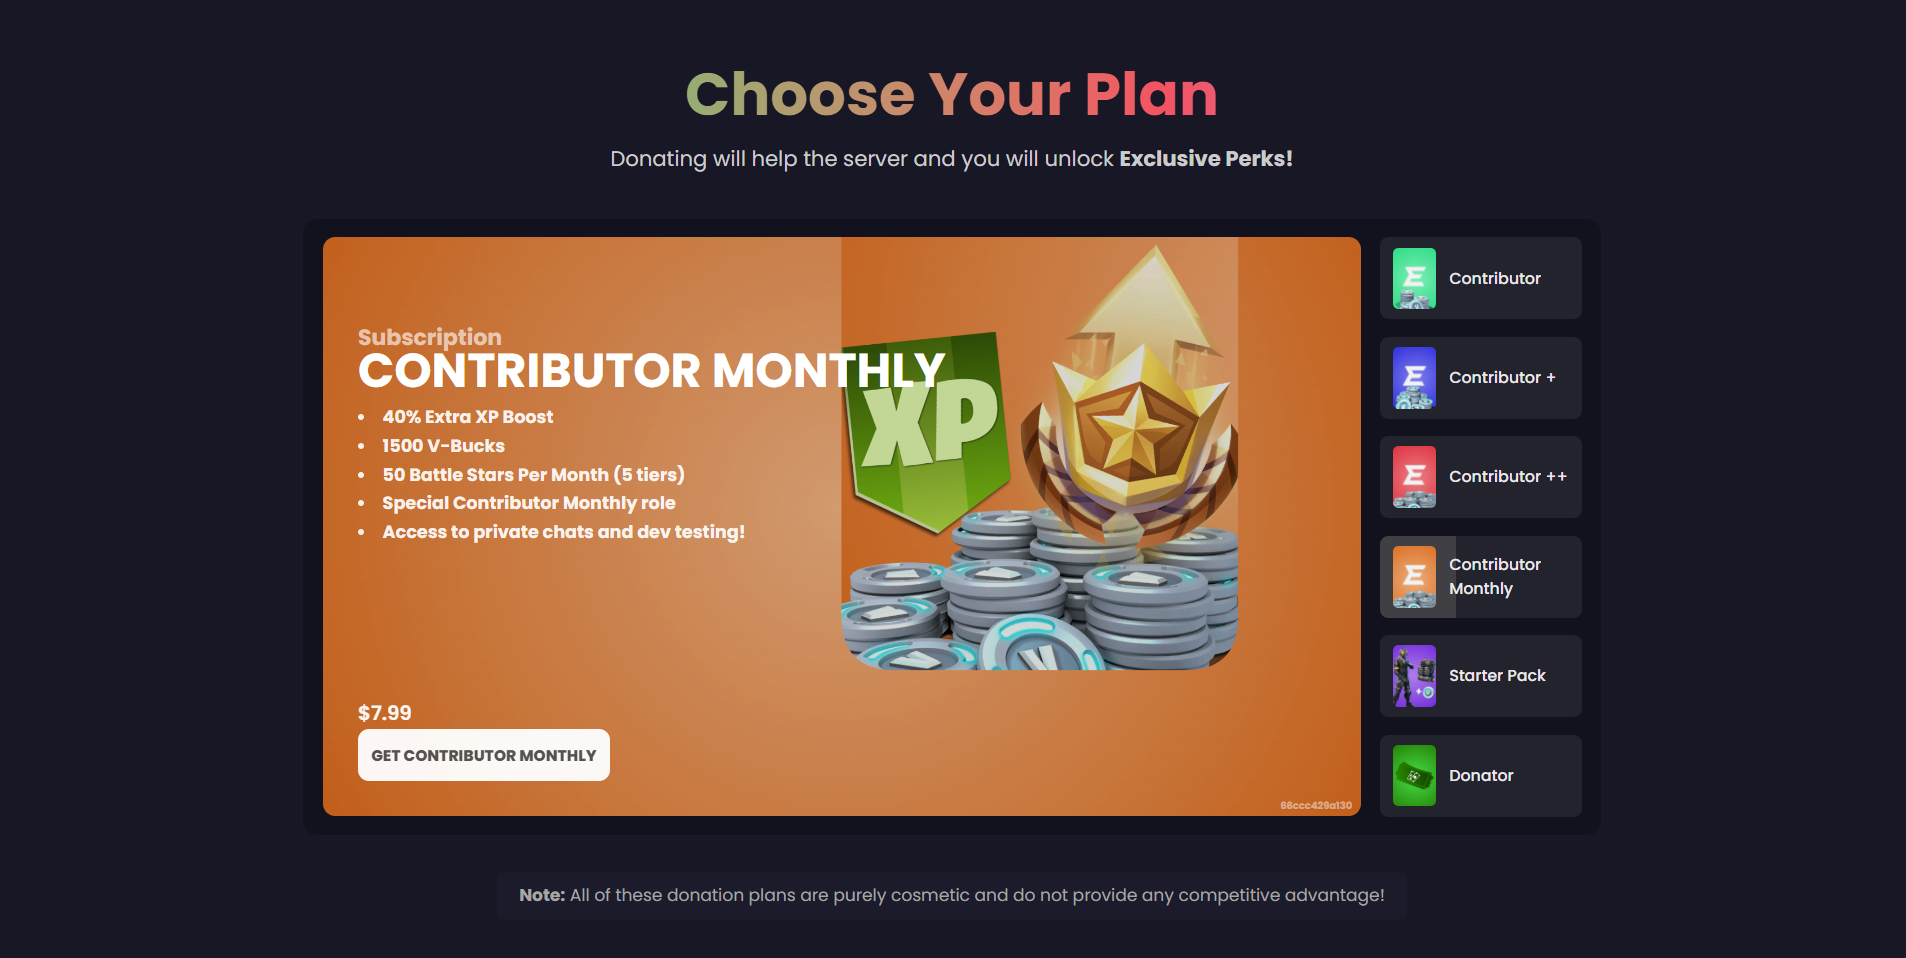 Choose Your Plan
Donating will help the server and you will unlock Exclusive Perks!
Subscription
CONTRIBUTOR MONTHLY
• 40% Extra XP Boost
• 1500 V-Bucks
• 50 Battle Stars Per Month (5 tiers)
• Special Contributor Monthly role
• Access to private chats and dev testing!
XP
$7.99
GET CONTRIBUTOR MONTHLY
66ccc429a130
Contributor
Contributor +
Contributor ++
Contributor
Monthly
Starter Pack
Donator
Note: All of these donation plans are purely cosmetic and do not provide any competitive advantage!